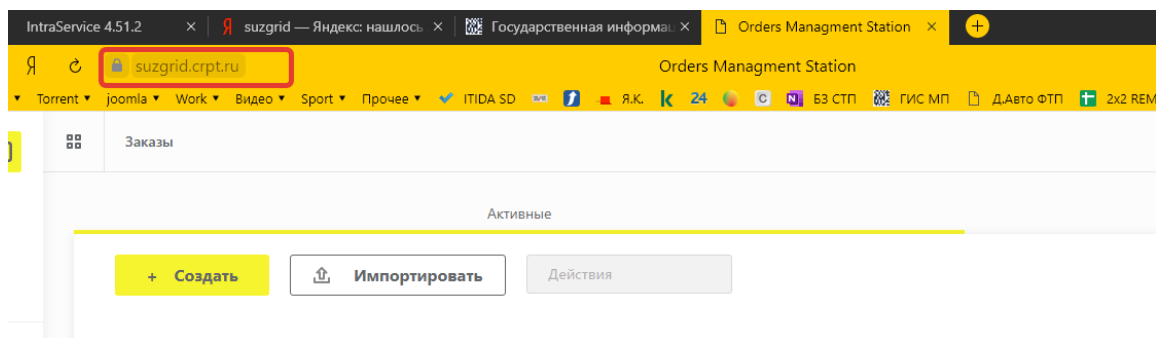 IntraService 4.51.2 Я suzgrid — Яндекс: нашлось Государственная информац Orders Managment Station
Я suzgrid.crpt.ru Orders Managment Station
Torrent joomla Work Видео Sport Прочее ITIDA SD Я.К. 24 C БЗ СТП ГИС МП Д.Авто ФТП 2x2 REM
Заказы
Активные
+ Создать Импортировать Действия